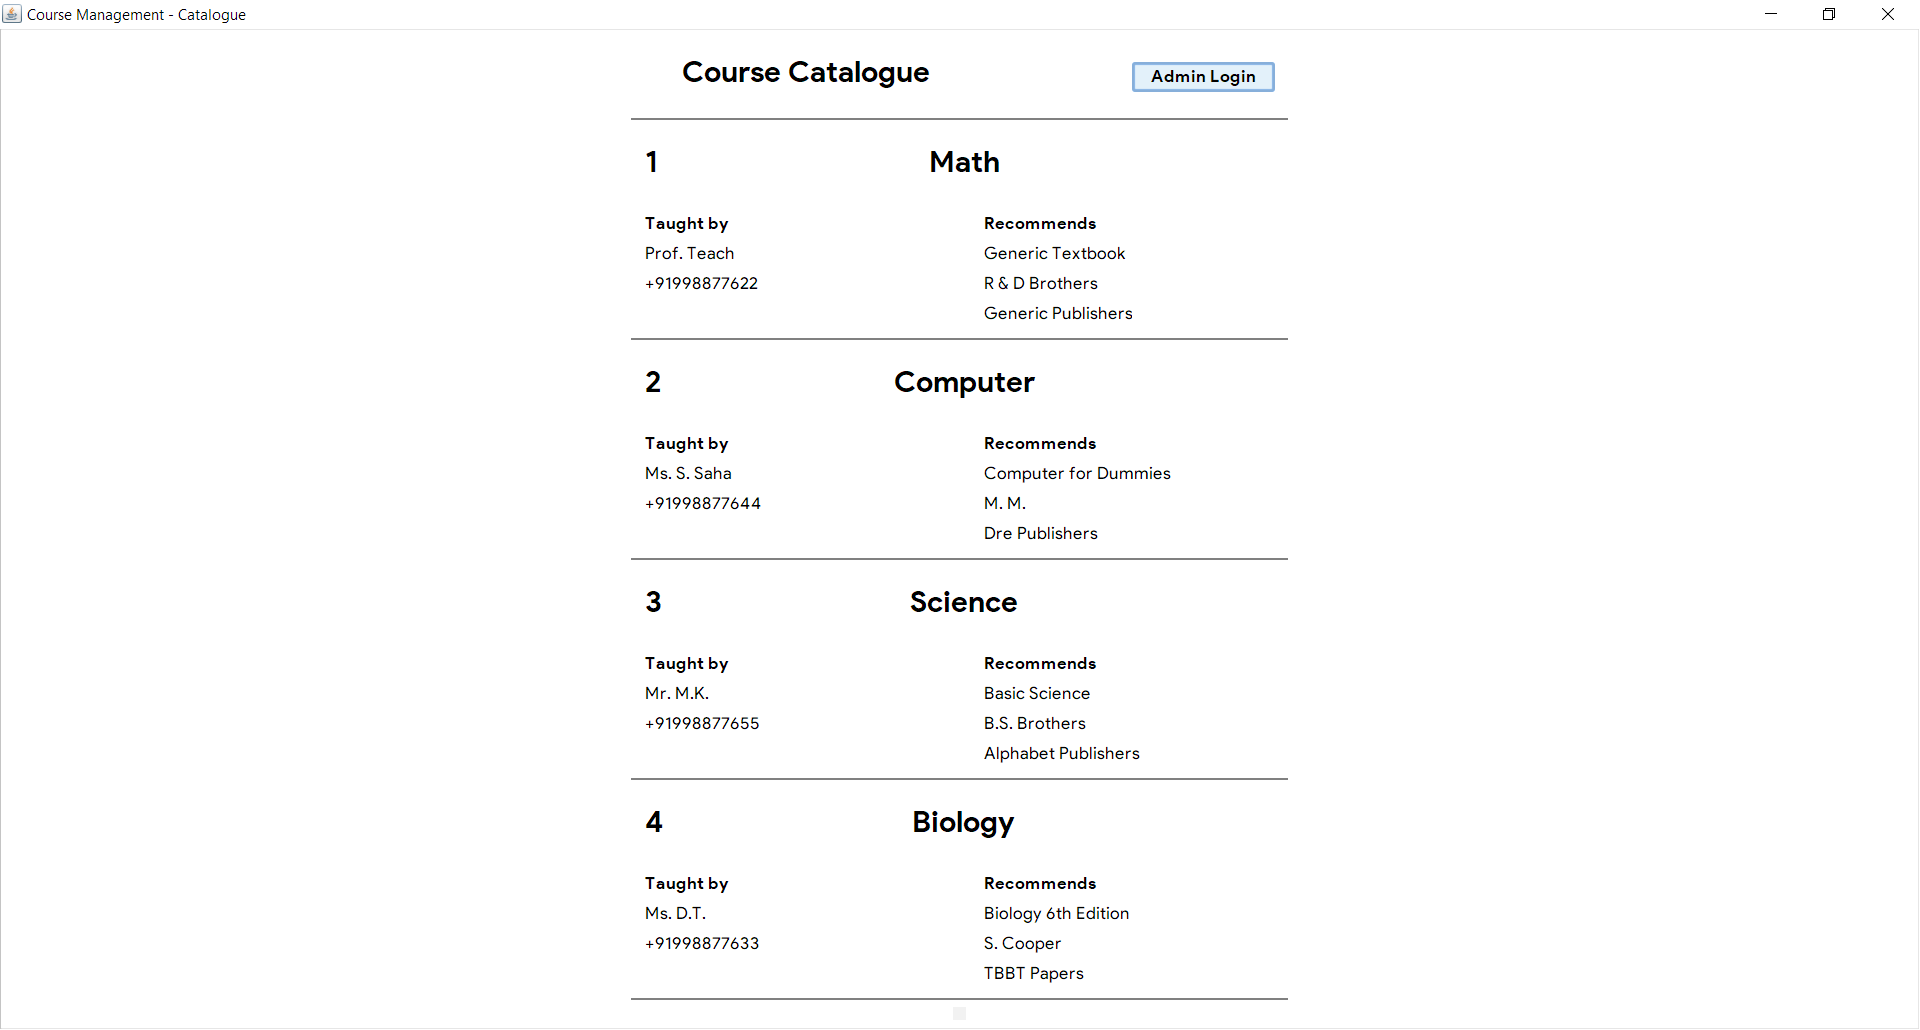 Course Management - Catalogue
Course Catalogue
Admin Login
1
Math
Taught by
Recommends
Prof. Teach
Generic Textbook
+91998877622
R & D Brothers
Generic Publishers
2
Computer
Taught by
Recommends
Ms. S. Saha
Computer for Dummies
+91998877644
M. M.
Dre Publishers
3
Science
Taught by
Recommends
Mr. M.K.
Basic Science
+91998877655
B.S. Brothers
Alphabet Publishers
4
Biology
Taught by
Recommends
Ms. D.T.
Biology 6th Edition
+91998877633
S. Cooper
TBBT Papers